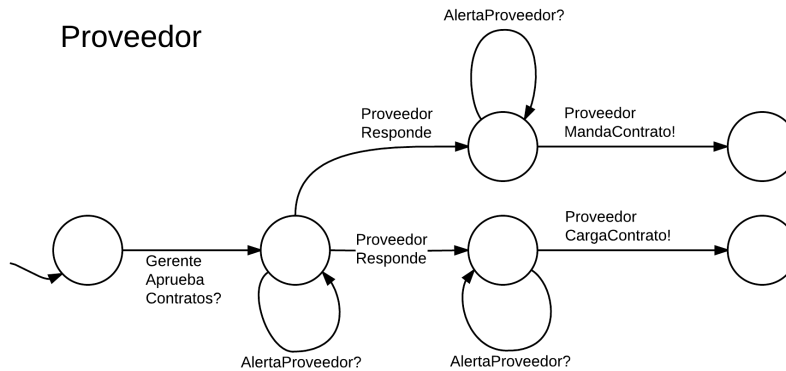 AlertaProveedor?
Proveedor
Proveedor
Responde
Proveedor
MandaContrato!
Proveedor
Responde
Proveedor
CargaContrato!
Gerente
Aprueba
Contratos?
AlertaProveedor?
AlertaProveedor?